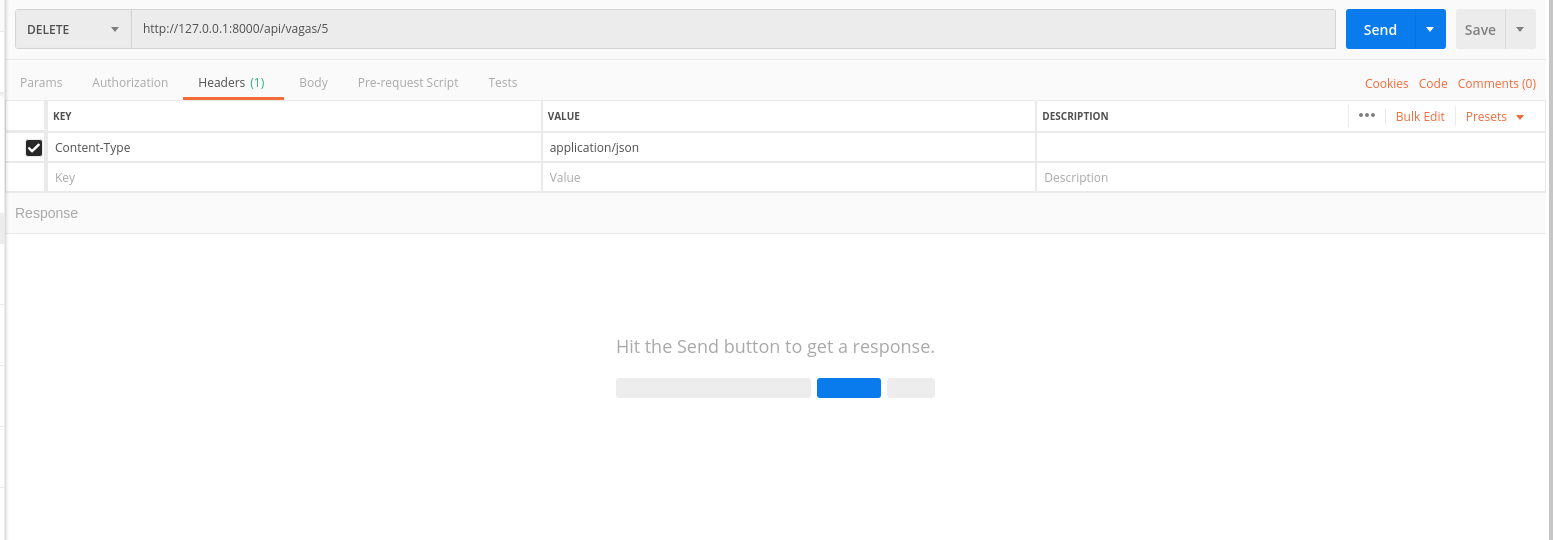 DELETE http://127.0.0.1:8000/api/vagas/5 Send Save
Params Authorization Headers (1) Body Pre-request Script Tests Cookies Code Comments (0)
KEY VALUE DESCRIPTION Bulk Edit Presets
Content-Type application/json
Key Value Description
Response
Hit the Send button to get a response.